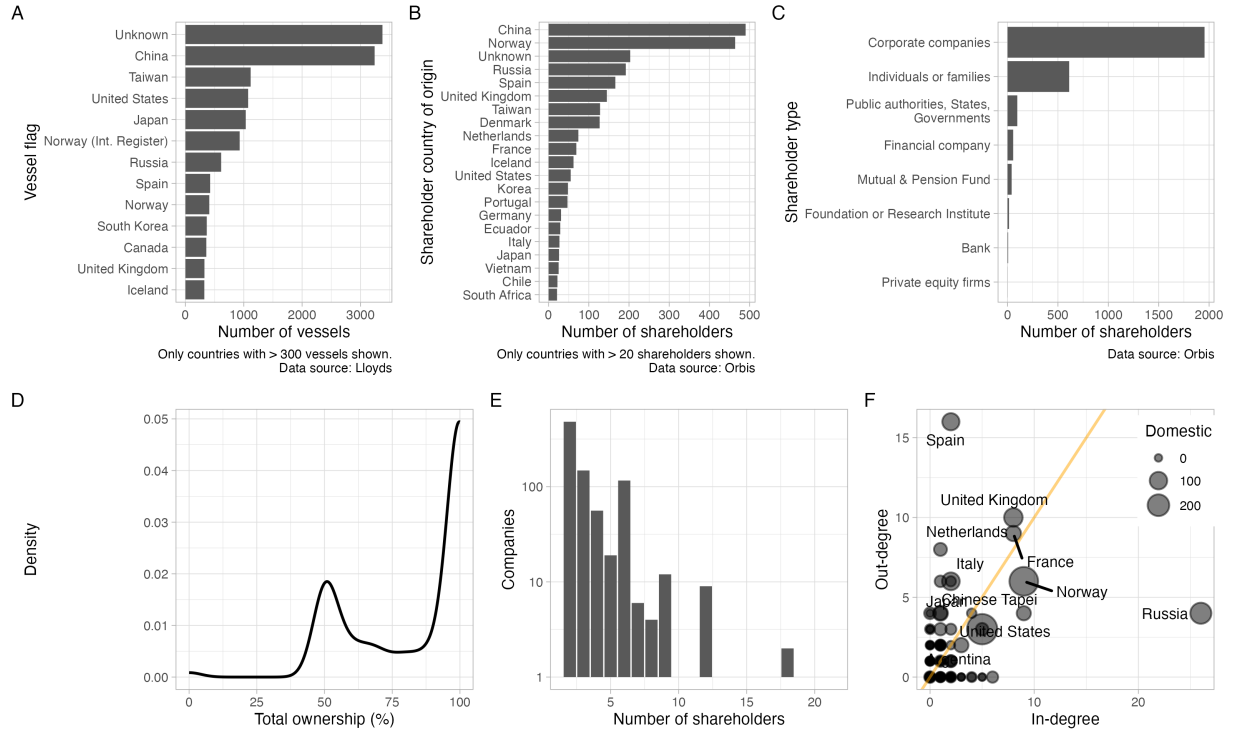 A
Unknown
China
Taiwan
United States
Japan
Norway (Int. Register)
Russia
Spain
Norway
South Korea
Canada
United Kingdom
Iceland
Vessel flag
0
1000
2000
3000
Number of vessels
Only countries with > 300 vessels shown.
Data source: Lloyds
B
China
Norway
Unknown
Russia
Spain
United Kingdom
Taiwan
Denmark
Netherlands
France
Iceland
United States
Korea
Portugal
Germany
Ecuador
Italy
Japan
Vietnam
Chile
South Africa
Shareholder country of origin
0
100
200
300
400
500
Number of shareholders
Only countries with > 20 shareholders shown.
Data source: Orbis
C
Corporate companies
Individuals or families
Public authorities, States,
Governments
Financial company
Mutual & Pension Fund
Foundation or Research Institute
Bank
Private equity firms
Shareholder type
0
500
1000
1500
2000
Number of shareholders
Data source: Orbis
D
0.05
0.04
0.03
0.02
0.01
0.00
Density
0
25
50
75
100
Total ownership (%)
E
100
10
1
Companies
5
10
15
20
Number of shareholders
F
15
10
5
0
Out-degree
Spain
United Kingdom
Netherlands
France
Italy
Norway
Japan
Chinese Tapei
Russia
United States
Domestic
0
100
200
0
10
20
In-degree